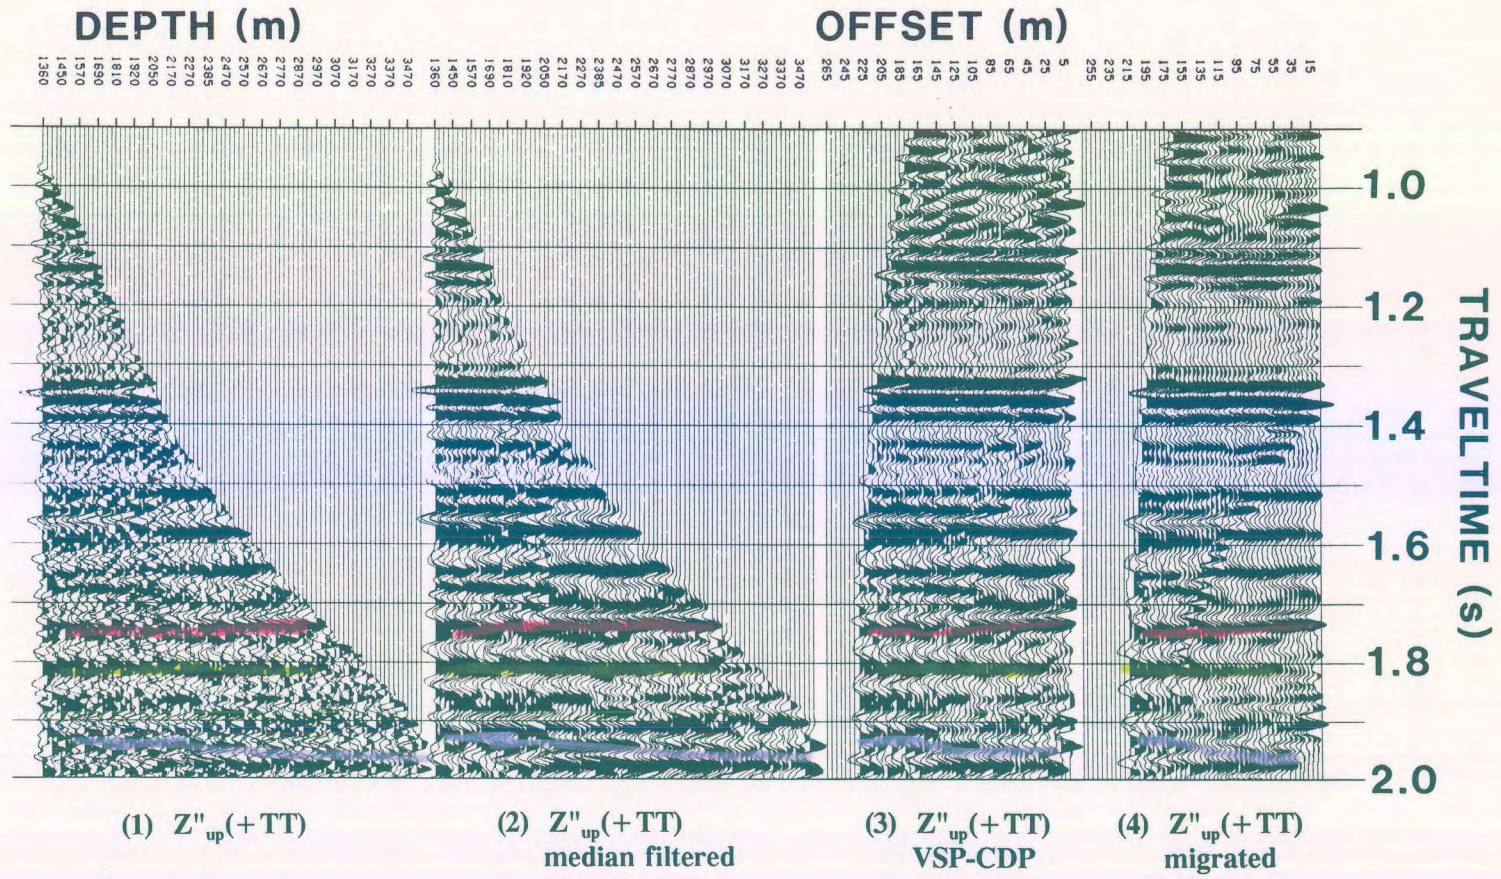 DEPTH (m) OFFSET (m)
1360 1450 1570 1690 1810 1920 2050 2170 2270 2385 2470 2570 2670 2770 2870 2970 3070 3170 3270 3370 3470 1360 1450 1570 1690 1810 1920 2050 2170 2270 2385 2470 2570 2670 2770 2870 2970 3070 3170 3270 3370 3470 265 245 225 205 185 165 145 125 105 85 65 45 25 5 255 235 215 195 175 155 135 115 95 75 55 35 15
1.0
1.2
1.4
1.6
1.8
2.0
TRAVELTIME (s)
(1) Z"up(+TT) (2) Z"up(+TT) (3) Z"up(+TT) (4) Z"up(+TT)
median filtered VSP-CDP migrated